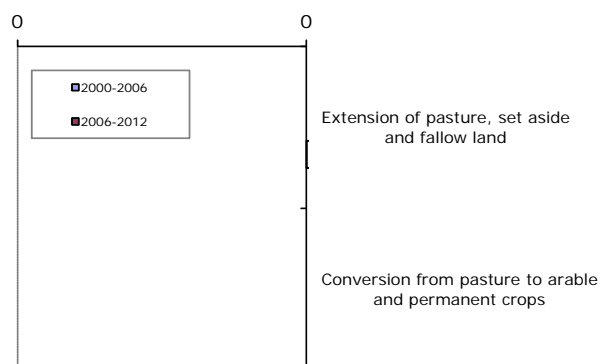 0 0
2000-2006
2006-2012
Extension of pasture, set aside
and fallow land
Conversion from pasture to arable
and permanent crops